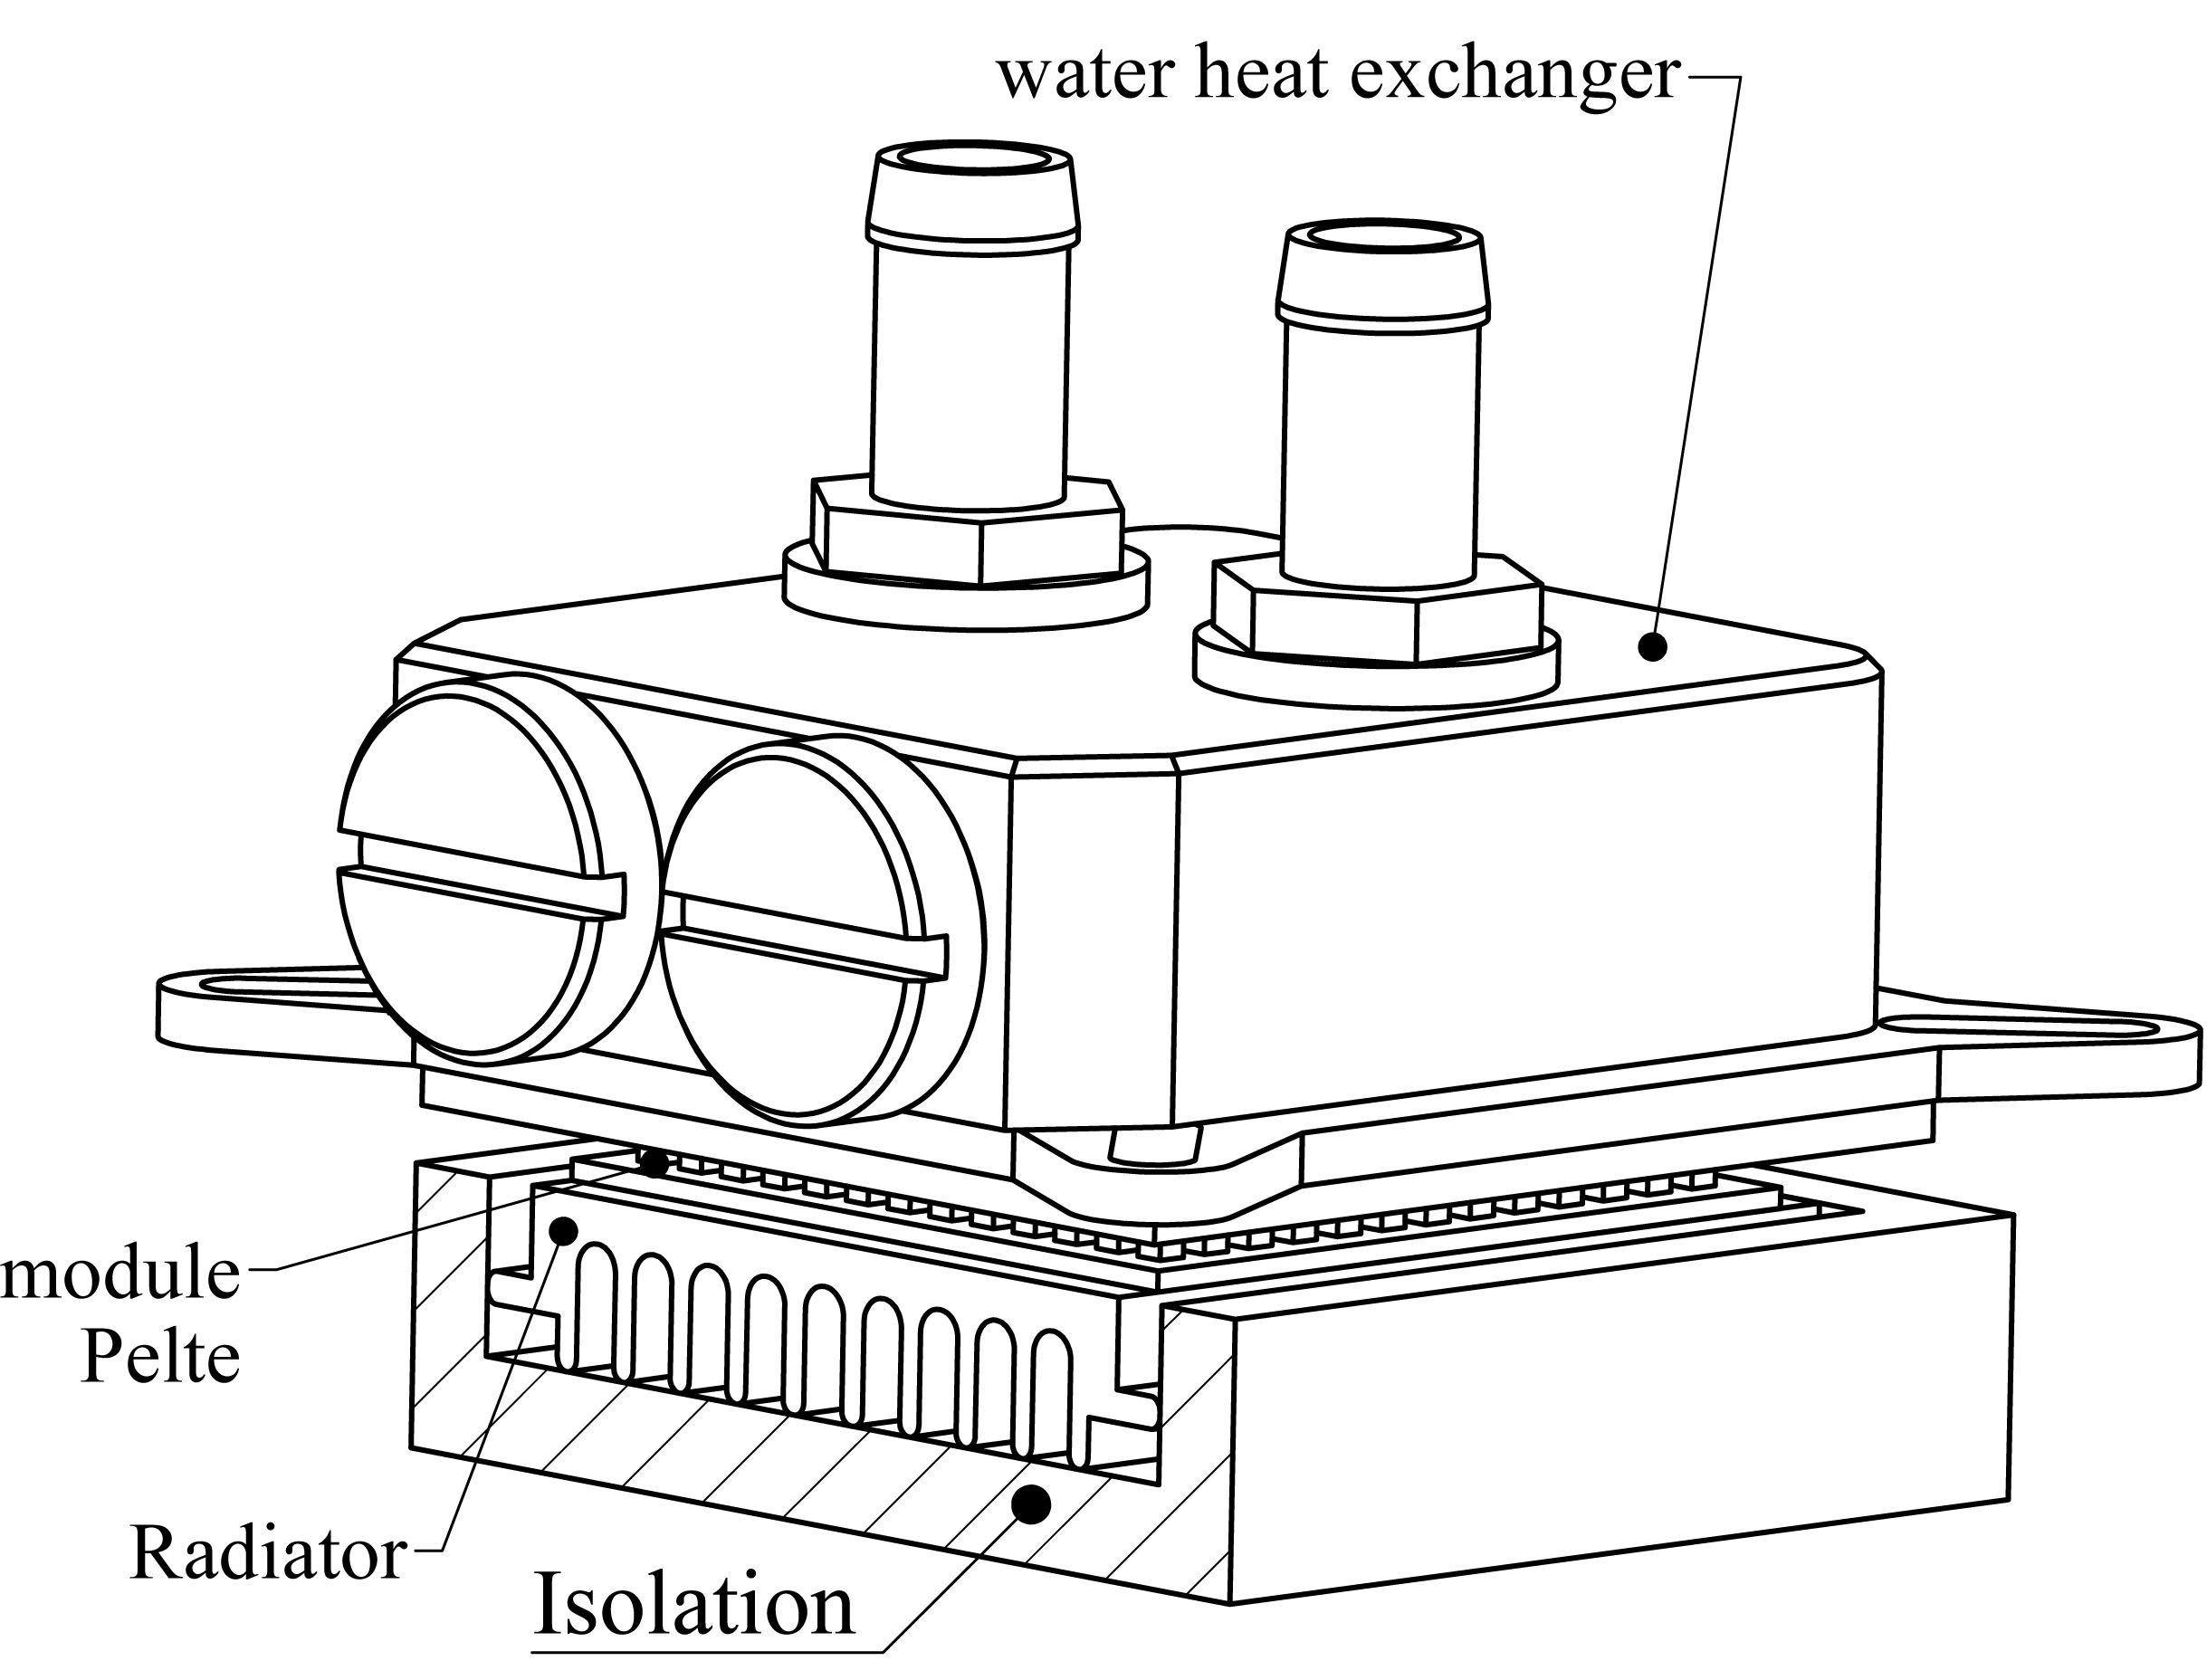 water heat exchanger
module
Pelte
Radiator
Isolation